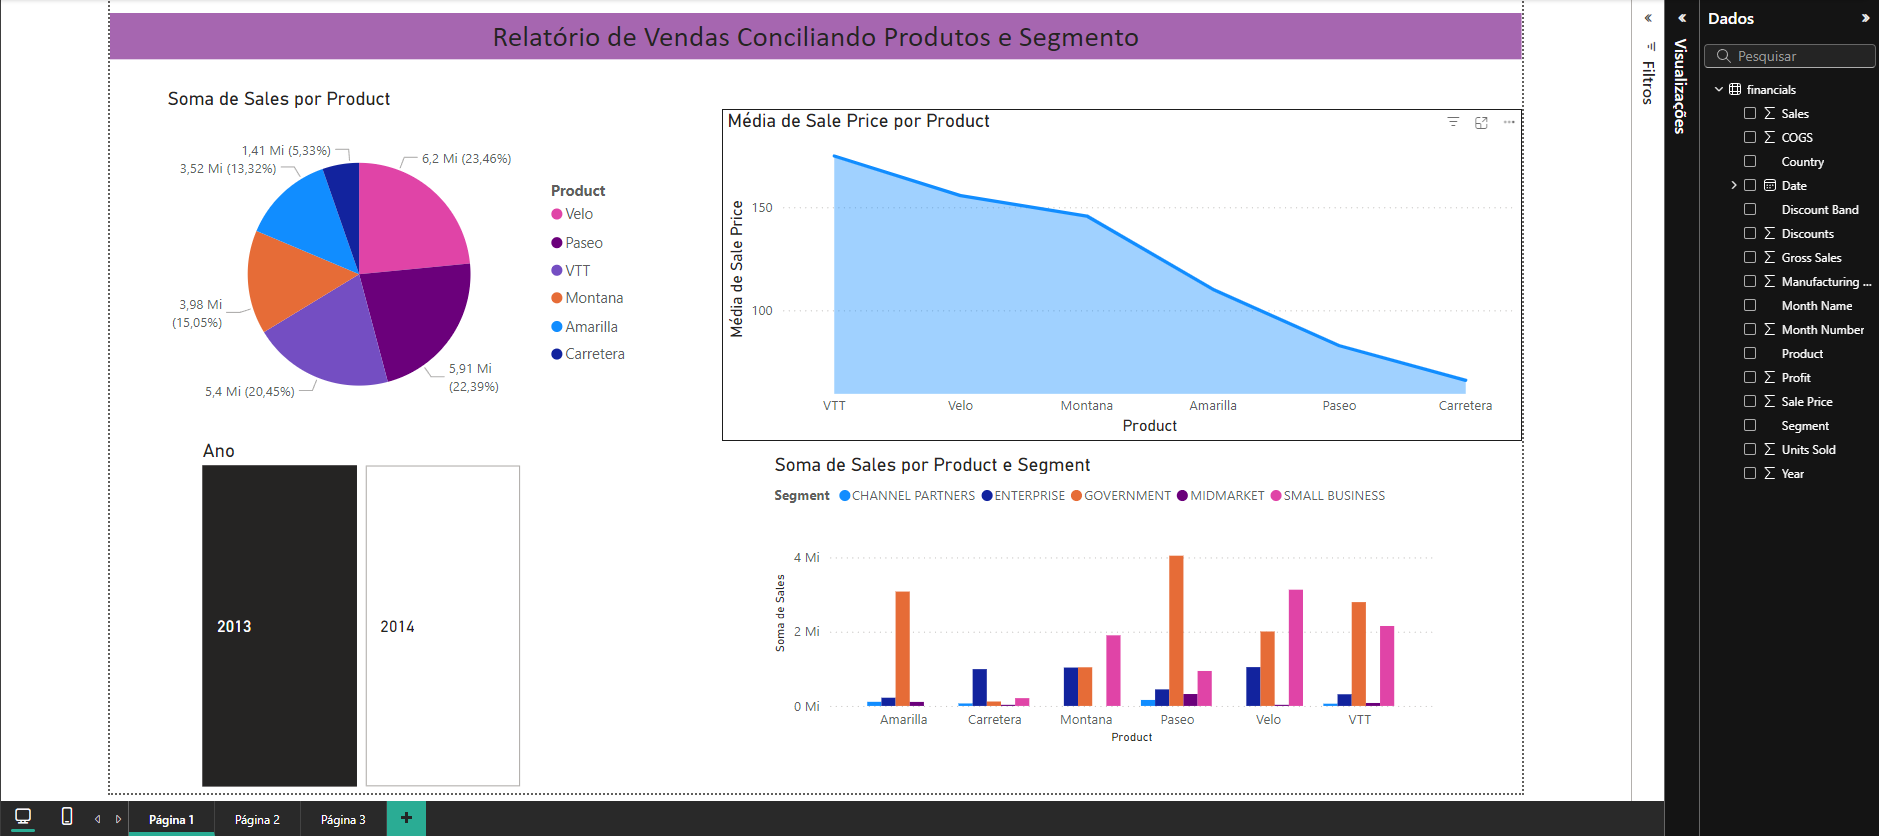 Relatório de Vendas Conciliando Produtos e Segmento
Soma de Sales por Product
1,41 Mi (5,33%)
3,52 Mi (13,32%)
6,2 Mi (23,46%)
3,98 Mi
(15,05%)
5,4 Mi (20,45%)
5,91 Mi
(22,39%)
Product
Velo
Paseo
VTT
Montana
Amarilla
Carretera
Média de Sale Price por Product
Média de Sale Price
150
100
VTT Velo Montana Amarilla Paseo Carretera
Product
Ano
2013 2014
Soma de Sales por Product e Segment
Segment CHANNEL PARTNERS ENTERPRISE GOVERNMENT MIDMARKET SMALL BUSINESS
Soma de Sales
4 Mi
2 Mi
0 Mi
Amarilla Carretera Montana Paseo Velo VTT
Product
Filtros
Visualizações
Dados
Pesquisar
financials
Sales
COGS
Country
Date
Discount Band
Discounts
Gross Sales
Manufacturing ...
Month Name
Month Number
Product
Profit
Sale Price
Segment
Units Sold
Year
Página 1 Página 2 Página 3 +